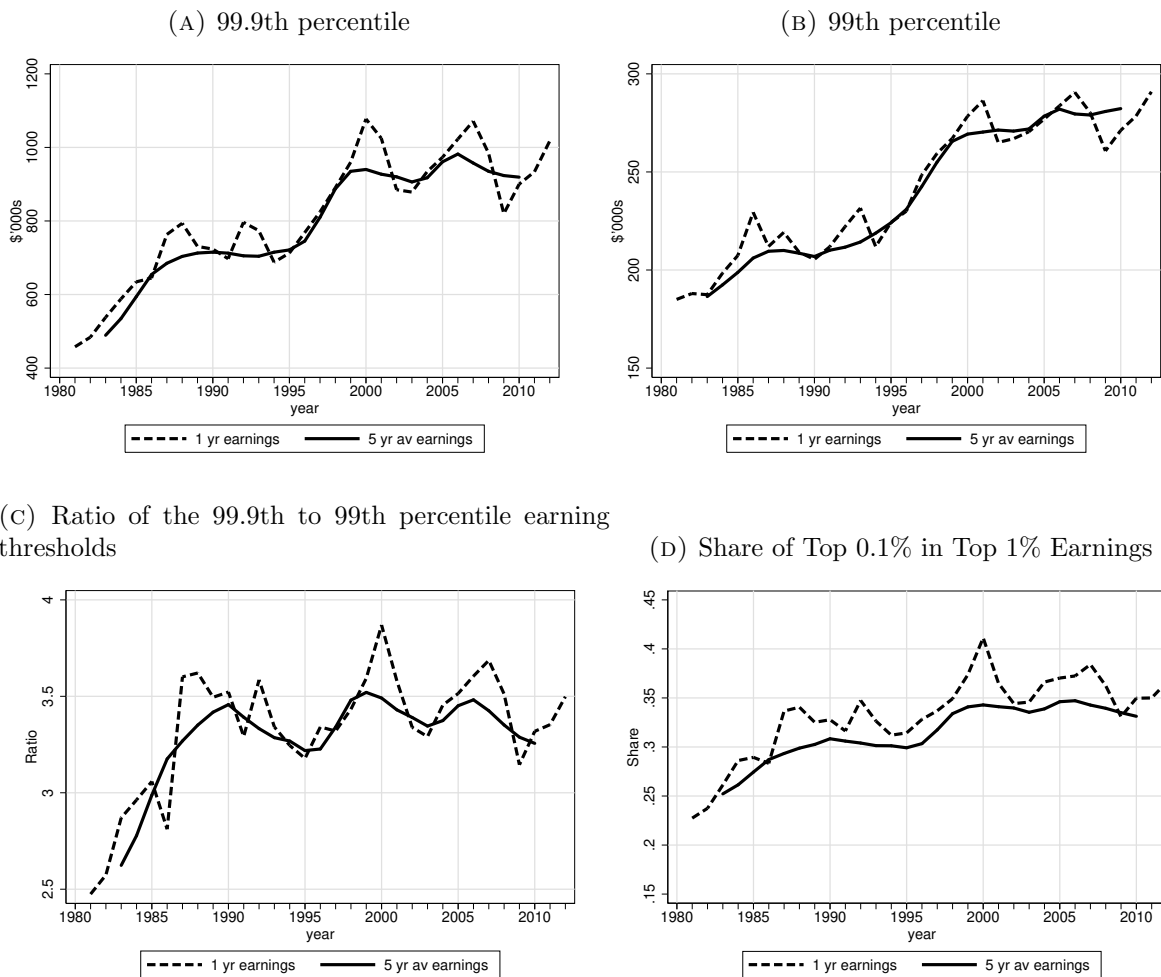 (A) 99.9th percentile
(B) 99th percentile
1200
1000
800
600
400
$'000s
1980 1985 1990 1995 2000 2005 2010
year
1 yr earnings 5 yr av earnings
300
250
200
150
$'000s
1980 1985 1990 1995 2000 2005 2010
year
1 yr earnings 5 yr av earnings
(C) Ratio of the 99.9th to 99th percentile earning
thresholds
(D) Share of Top 0.1% in Top 1% Earnings
4
3.5
3
2.5
Ratio
1980 1985 1990 1995 2000 2005 2010
year
1 yr earnings 5 yr av earnings
.45
.4
.35
.3
.25
.2
.15
Share
1980 1985 1990 1995 2000 2005 2010
year
1 yr earnings 5 yr av earnings